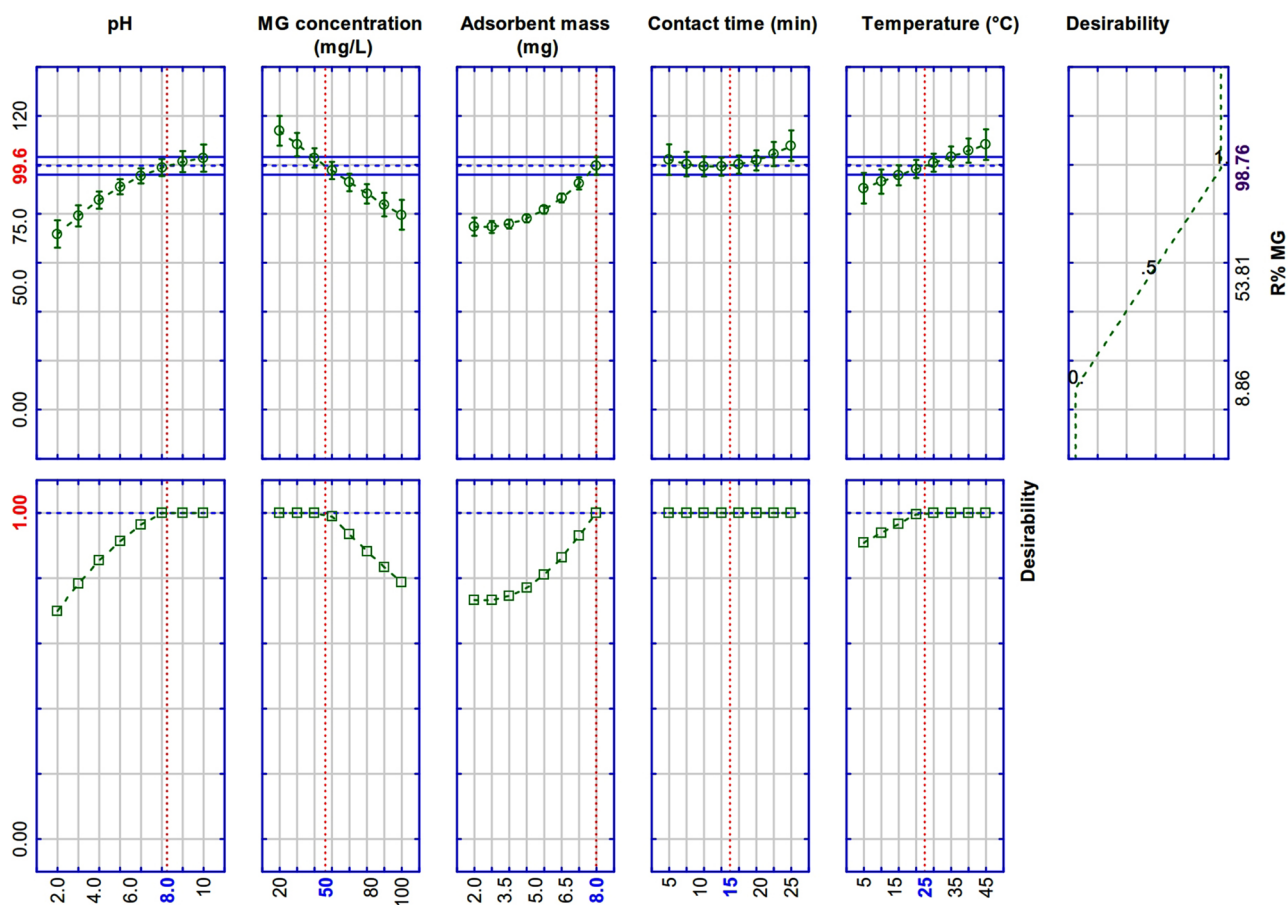 pH
MG concentration
(mg/L)
Adsorbent mass
(mg)
Contact time (min)
Temperature (°C)
Desirability
120
99.6
75.0
50.0
0.00
1
.5
0.
98.76
53.81
8.86
R% MG
1.00
0.00
Desirability
2.0 4.0 6.0 8.0 10
20 50 80 100
2.0 3.5 5.0 6.5 8.0
5 10 15 20 25
5 15 25 35 45